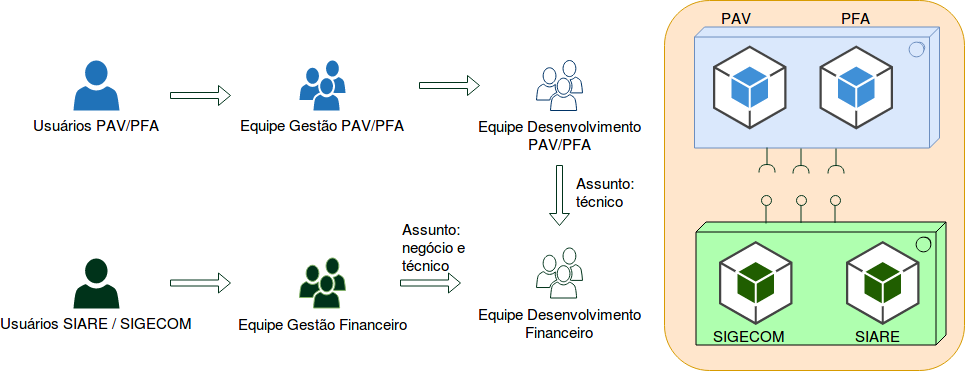 PAV
PFA
Usuários PAV/PFA
Equipe Gestão PAV/PFA
Equipe Desenvolvimento
PAV/PFA
Assunto:
técnico
Assunto:
negócio e
técnico
Usuários SIARE / SIGECOM
Equipe Gestão Financeiro
Equipe Desenvolvimento
Financeiro
SIGECOM
SIARE